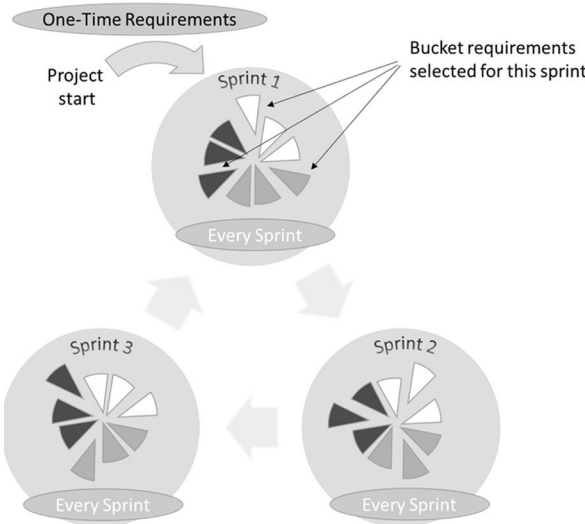 One-Time Requirements
Project
start
Sprint 1
Bucket requirements
selected for this sprint
Every Sprint
Sprint 3
Sprint 2
Every Sprint
Every Sprint